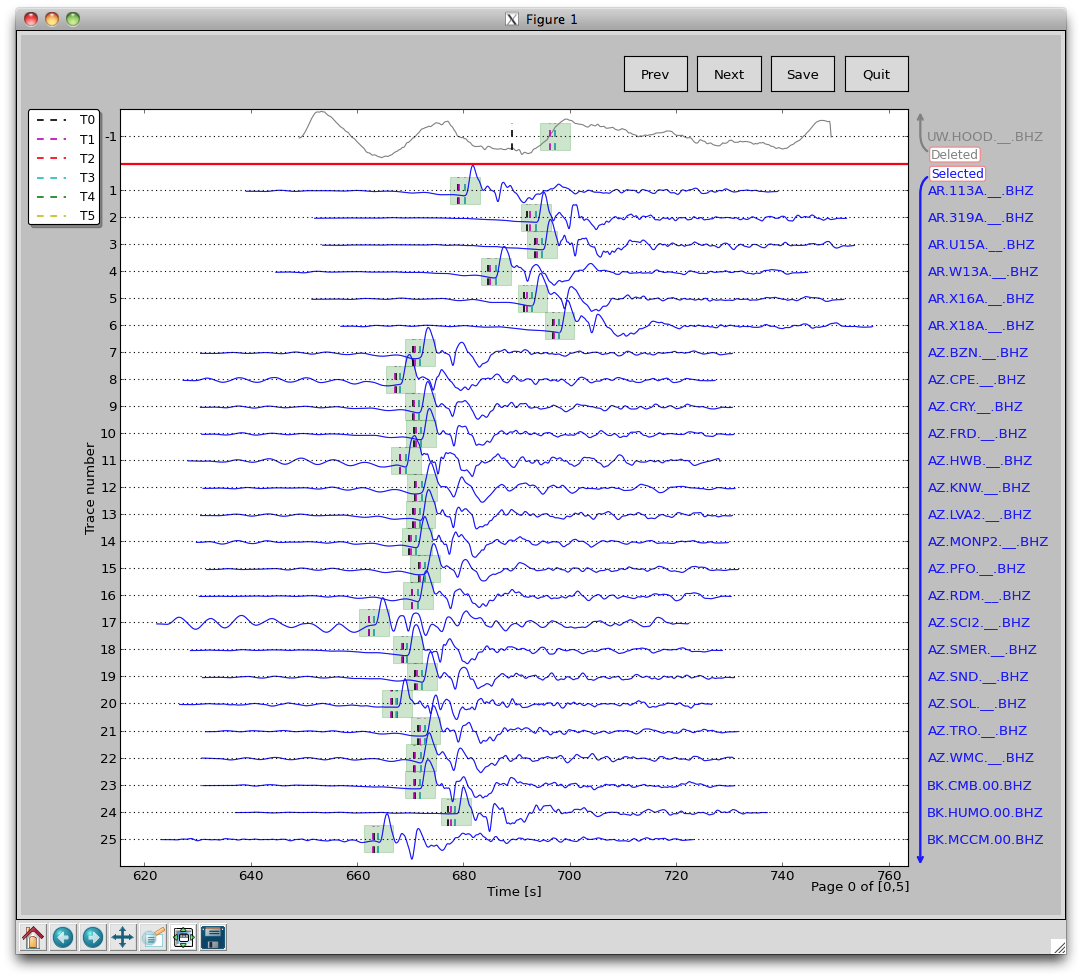 Figure 1
Prev Next Save Quit
T0
T1
T2
T3
T4
T5
-1 UW.HOOD.__.BHZ
Deleted
Selected
1 AR.113A.__.BHZ
2 AR.319A.__.BHZ
3 AR.U15A.__.BHZ
4 AR.W13A.__.BHZ
5 AR.X16A.__.BHZ
6 AR.X18A.__.BHZ
7 AZ.BZN.__.BHZ
8 AZ.CPE.__.BHZ
9 AZ.CRY.__.BHZ
10 AZ.FRD.__.BHZ
11 AZ.HWB.__.BHZ
12 AZ.KNW.__.BHZ
13 AZ.LVA2.__.BHZ
14 AZ.MONP2.__.BHZ
15 AZ.PFO.__.BHZ
16 AZ.RDM.__.BHZ
17 AZ.SCI2.__.BHZ
18 AZ.SMER.__.BHZ
19 AZ.SND.__.BHZ
20 AZ.SOL.__.BHZ
21 AZ.TRO.__.BHZ
22 AZ.WMC.__.BHZ
23 BK.CMB.00.BHZ
24 BK.HUMO.00.BHZ
25 BK.MCCM.00.BHZ
Trace number
620 640 660 680 700 720 740 760
Time [s]
Page 0 of [0,5]